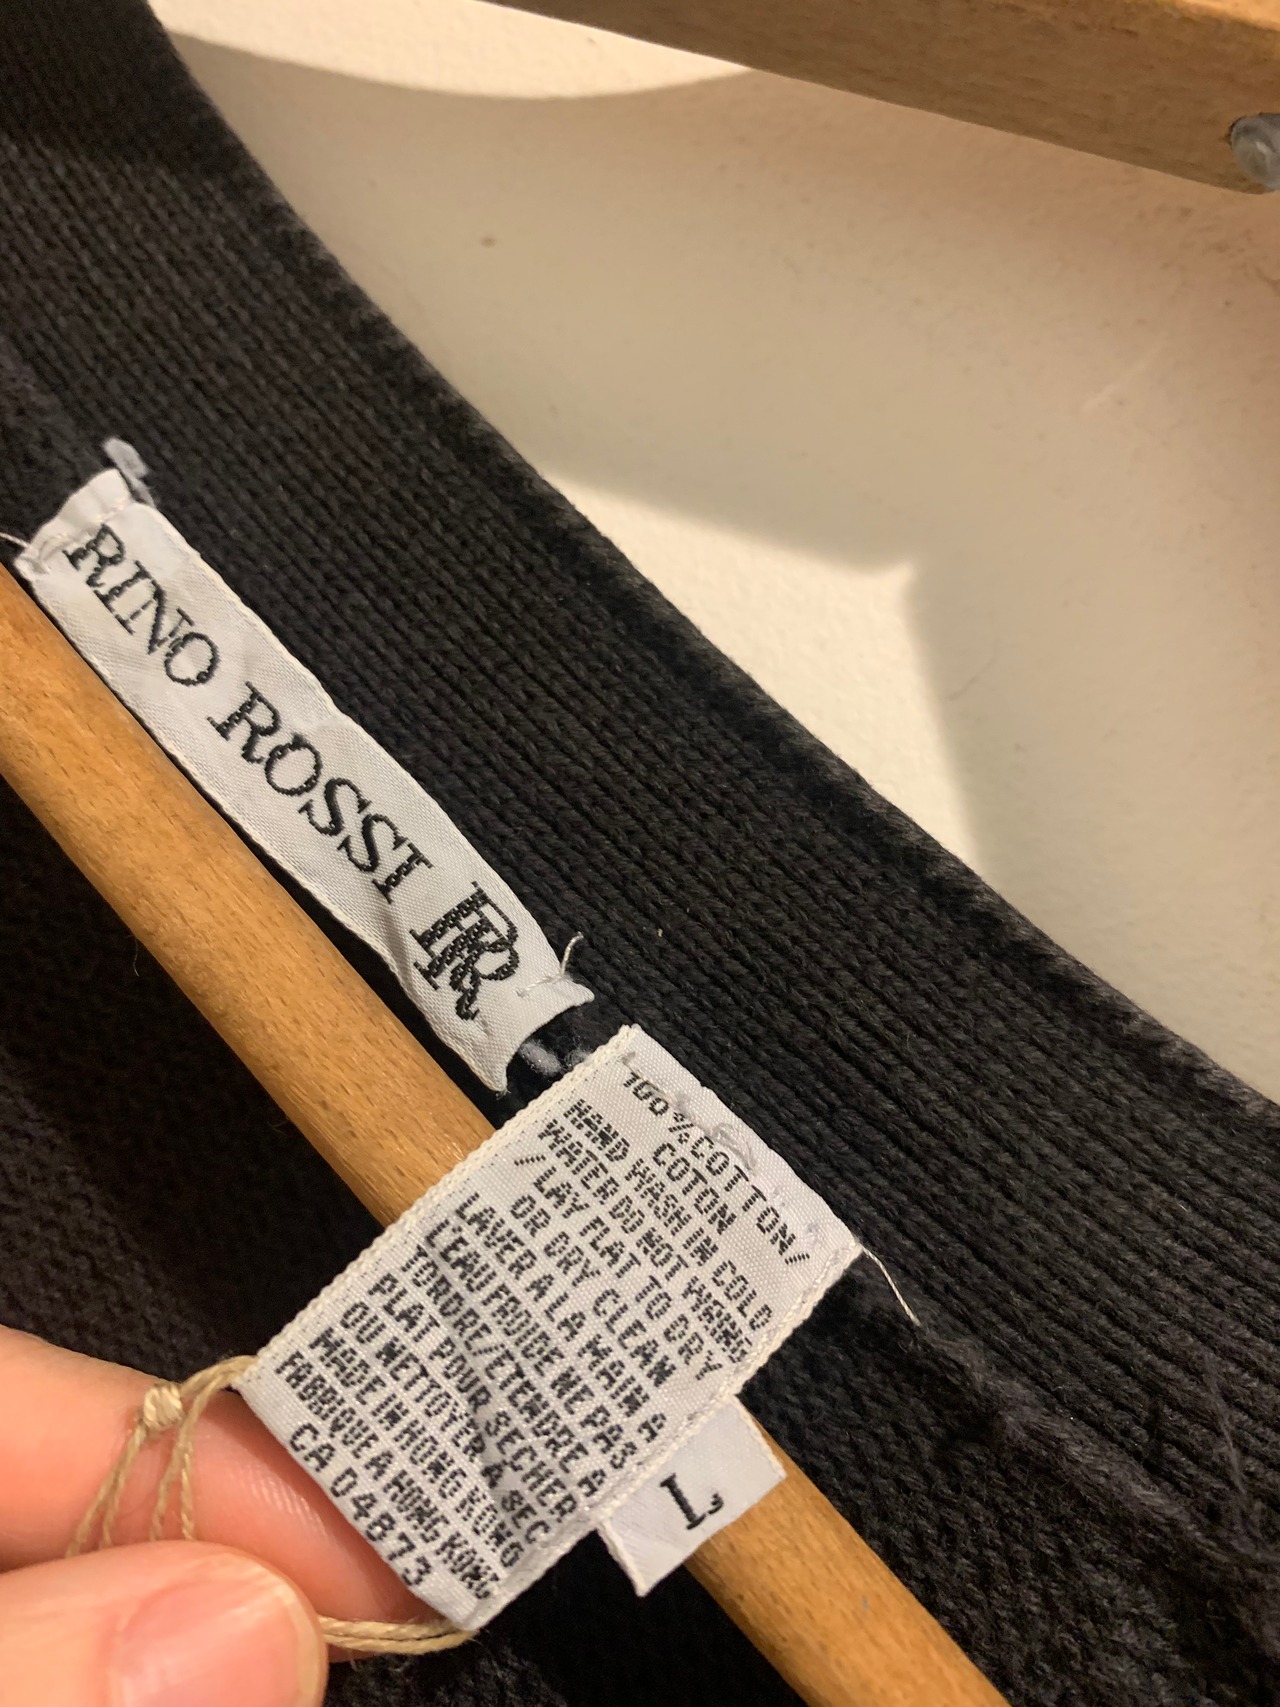 RINO ROSSI RR
100% COTTON/
COTON
HAND WASH IN COLD
WATER DO NOT WRING
/ LAY FLAT TO DRY
OR DRY CLEAN
LAVER A LA MAIN A
L'EAU FROIDE NE PAS
TORDRE/ETENDRE A
PLAT POUR SECHER
OU NETTOYER A SEC
MADE IN HONG KONG
FABRIQUE A HONG KONG
CA 04873
L